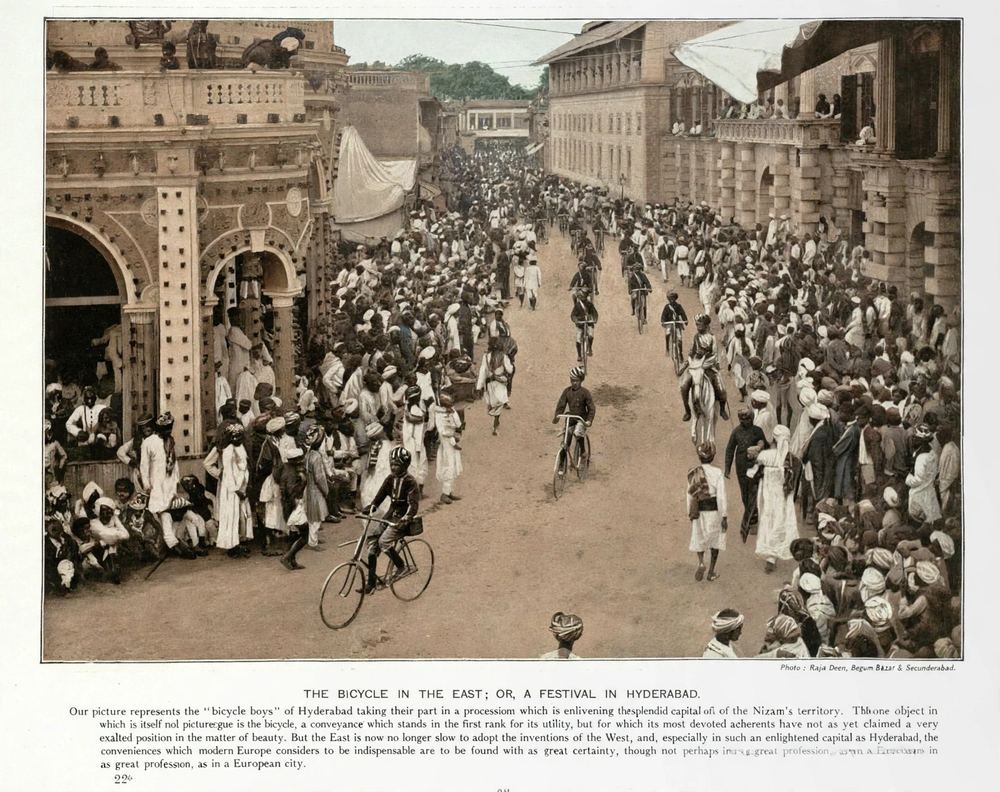 Photo : Raja Deen, Begum Bazar & Secunderabad.
THE BICYCLE IN THE EAST; OR, A FESTIVAL IN HYDERABAD.
Our picture represents the "bicycle boys" of Hyderabad taking their part in a processiom which is enlivening thesplendid capital of of the Nizam's territory. Thhone object in
which is itself nol picturegue is the bicycle, a conveyance which stands in the first rank for its utility, but for which its most devoted acherents have not as yet claimed a very
exalted position in the matter of beauty. But the East is now no longer slow to adopt the inventions of the West, and, especially in such an enlightened capital as Hyderabad, the
conveniences which modern Europe considers to be indispensable are to be found with as great certainty, though not perhaps great profession, in
as great profession, as in a European city.